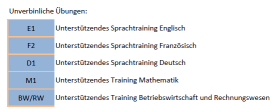 Unverbinliche Übungen:
E1 Unterstützendes Sprachtraining Englisch
F2 Unterstützendes Sprachtraining Französisch
D1 Unterstützendes Sprachtraining Deutsch
M1 Unterstützendes Training Mathematik
BW/RW Unterstützendes Training Betriebswirtschaft und Rechnungswesen